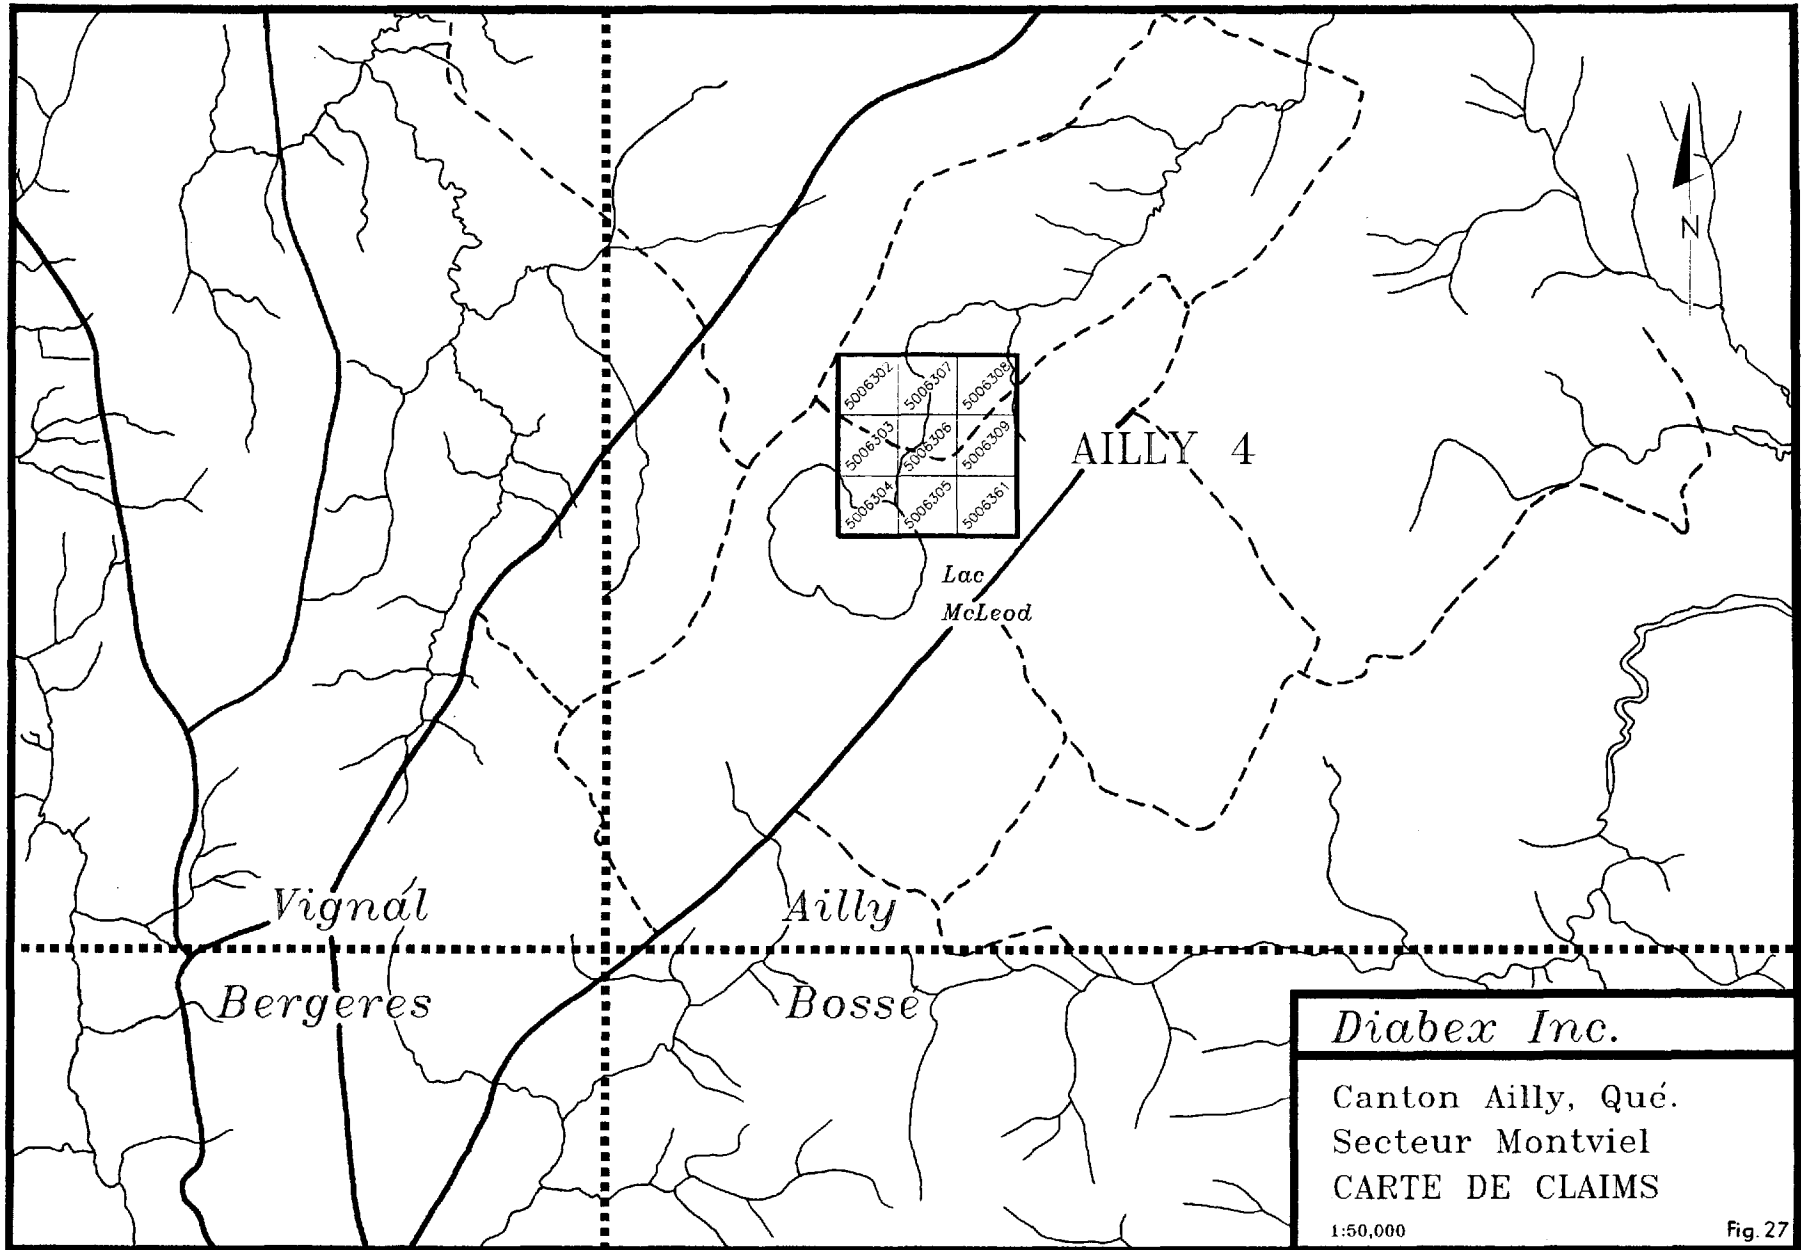 N
5006302
5006307
5006308
5006303
5006306
5006309
5006304
5006305
5006361
AILLY 4
Lac
McLeod
Vignal
Ailly
Bergeres
Bosse
Diabex Inc.
Canton Ailly, Qué.
Secteur Montviel
CARTE DE CLAIMS
1:50,000
Fig. 27